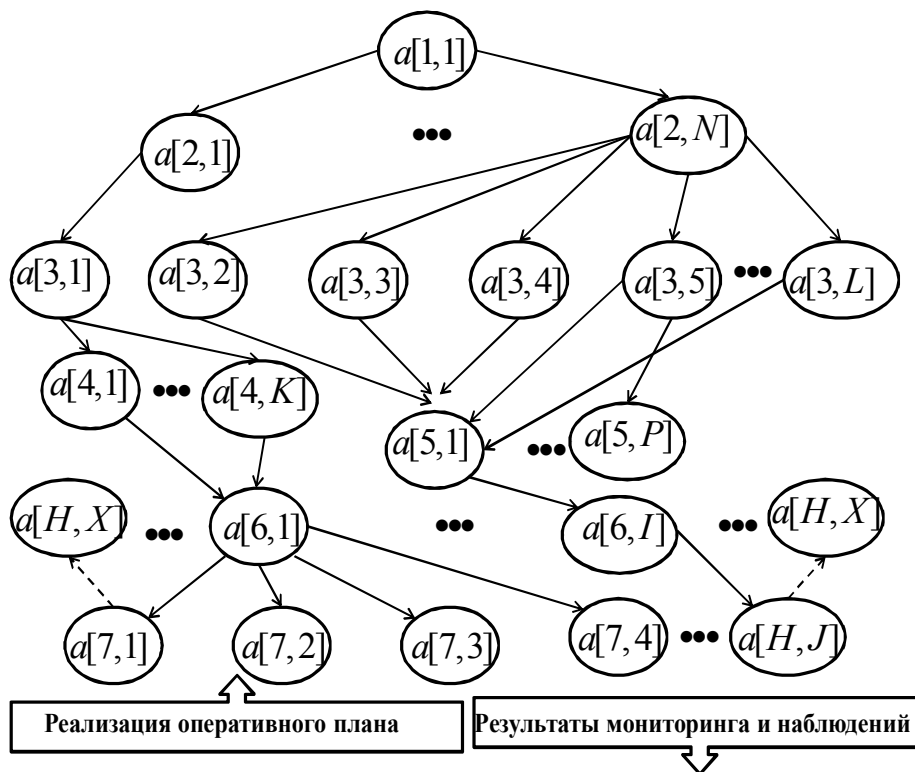 a[1,1]
a[2,1] ••• a[2,N]
a[3,1] a[3,2] a[3,3] a[3,4] a[3,5] ••• a[3,L]
a[4,1] ••• a[4,K]
a[5,1] ••• a[5,P]
a[H,X] ••• a[6,1] ••• a[6,I] ••• a[H,X]
a[7,1] a[7,2] a[7,3] a[7,4] ••• a[H,J]
Реализация оперативного плана
Результаты мониторинга и наблюдений